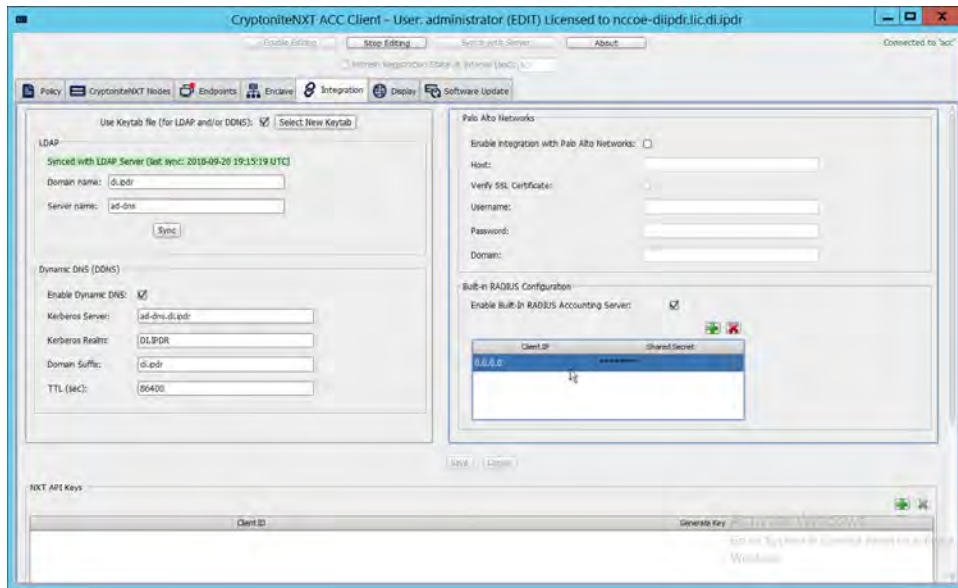 CryptoniteNXT ACC Client - User: administrator (EDIT) Licensed to nccoe-diipdr.lic.di.ipdr
Enable Editing Stop Editing Sync with Server About Connected to 'acc'
Policy CryptoniteNXT Nodes Endpoints Enclave Integration Display Software Update
Use Keytab file (for LDAP and/or DDNS): Select New Keytab
LDAP
Synced with LDAP Server (last sync: 2018-09-20 19:15:19 UTC)
Domain name: di.ipdr
Server name: ad-dns
Sync
Dynamic DNS (DDNS)
Enable Dynamic DNS:
Kerberos Server: ad-dns.di.ipdr
Kerberos Realm: DI.IPDR
Domain Suffix: di.ipdr
TTL (sec): 86400
Palo Alto Networks
Enable integration with Palo Alto Networks:
Host:
Verify SSL Certificate:
Username:
Password:
Domain:
Built-in RADIUS Configuration
Enable Built-In RADIUS Accounting Server:
Client IP Shared Secret
0.0.0.0
Save
NXT API Keys
Client ID Generate Key